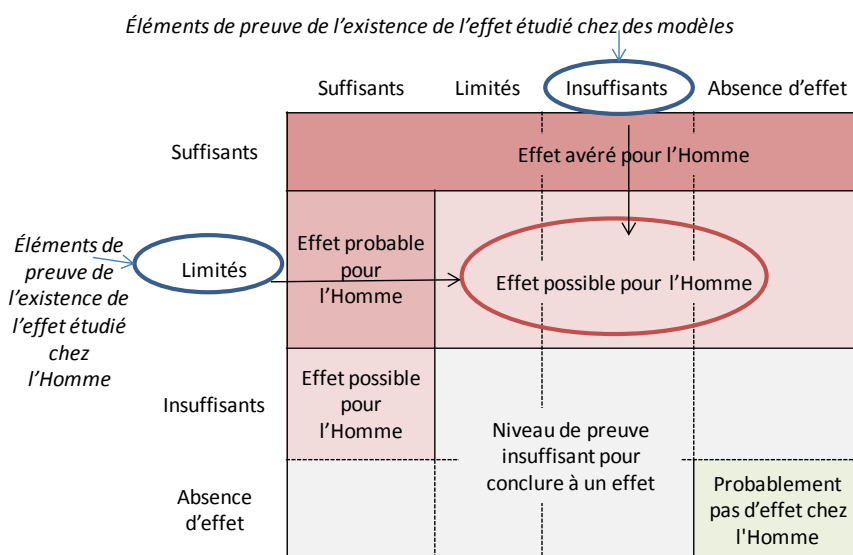 Éléments de preuve de l’existence de l’effet étudié chez des modèles
Suffisants Limités Insuffisants Absence d’effet
Suffisants
Effet avéré pour l’Homme
Éléments de
preuve de
l’existence de
l’effet étudié
chez
l’Homme
Limités
Effet probable
pour
l’Homme
Effet possible pour l’Homme
Insuffisants
Effet possible
pour
l’Homme
Niveau de preuve
insuffisant pour
conclure à un effet
Absence
d’effet
Probablement
pas d’effet chez
l'Homme